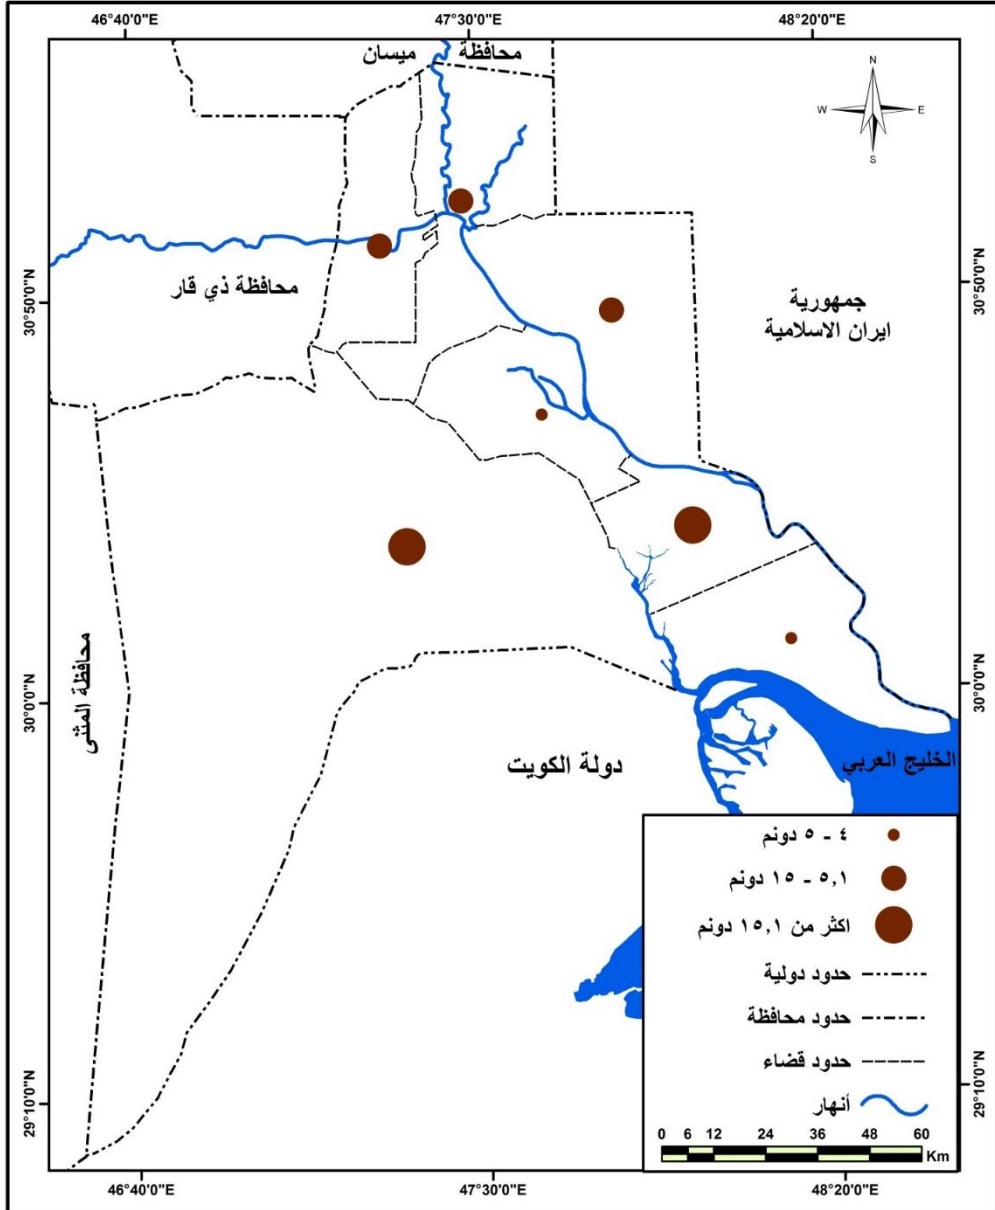 46°40'0"E
47°30'0"E
48°20'0"E
محافظة ميسان
N
W
E
S
30°50'0"N
30°50'0"N
محافظة ذي قار
جمهورية
ايران الاسلامية
محافظة المثنى
30°0'0"N
30°0'0"N
دولة الكويت
الخليج العربي
٤ - ٥ دونم
٥,١ - ١٥ دونم
اكثر من ١٥,١ دونم
حدود دولية
حدود محافظة
حدود قضاء
أنهار
29°10'0"N
29°10'0"N
0 6 12 24 36 48 60
Km
46°40'0"E
47°30'0"E
48°20'0"E